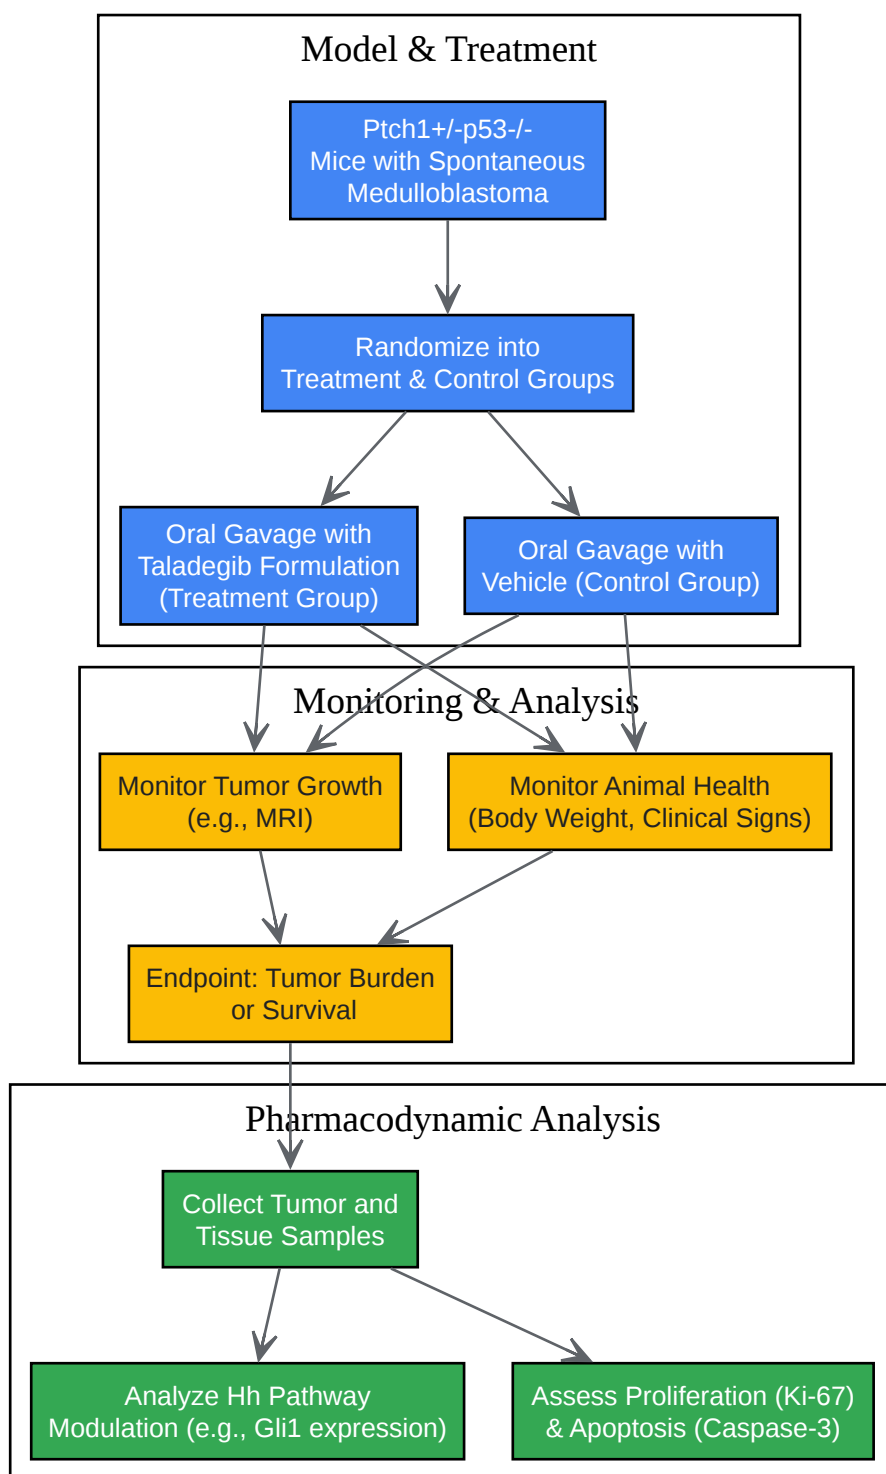 Model & Treatment
Ptch1+/-p53-/-
Mice with Spontaneous
Medulloblastoma
Randomize into
Treatment & Control Groups
Oral Gavage with
Taladegib Formulation
(Treatment Group)
Oral Gavage with
Vehicle (Control Group)
Monitoring & Analysis
Monitor Tumor Growth
(e.g., MRI)
Monitor Animal Health
(Body Weight, Clinical Signs)
Endpoint: Tumor Burden
or Survival
Pharmacodynamic Analysis
Collect Tumor and
Tissue Samples
Analyze Hh Pathway
Modulation (e.g., Gli1 expression)
Assess Proliferation (Ki-67)
& Apoptosis (Caspase-3)